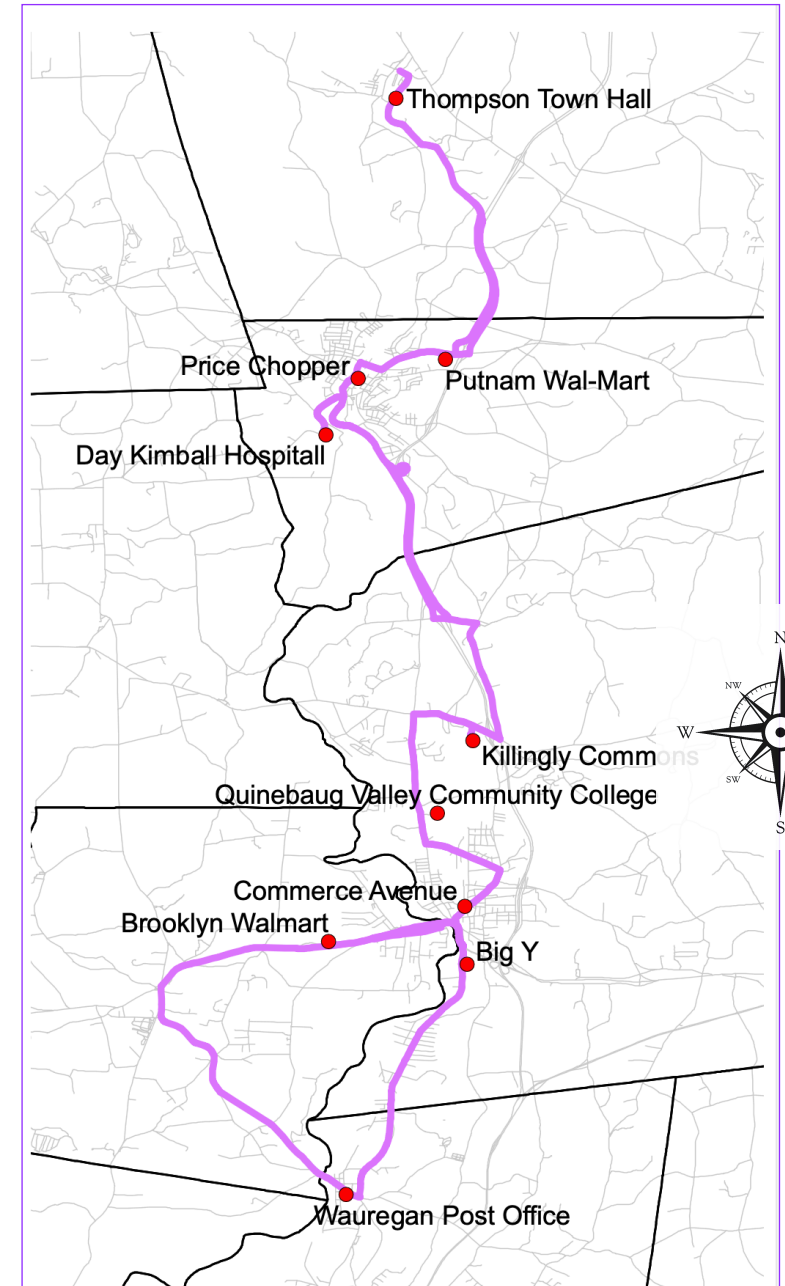 Thompson Town Hall
Price Chopper
Putnam Wal-Mart
Day Kimball Hospitall
N
NW
W
SW
S
Killingly Commons
Quinebaug Valley Community College
Commerce Avenue
Brooklyn Walmart
Big Y
Wauregan Post Office